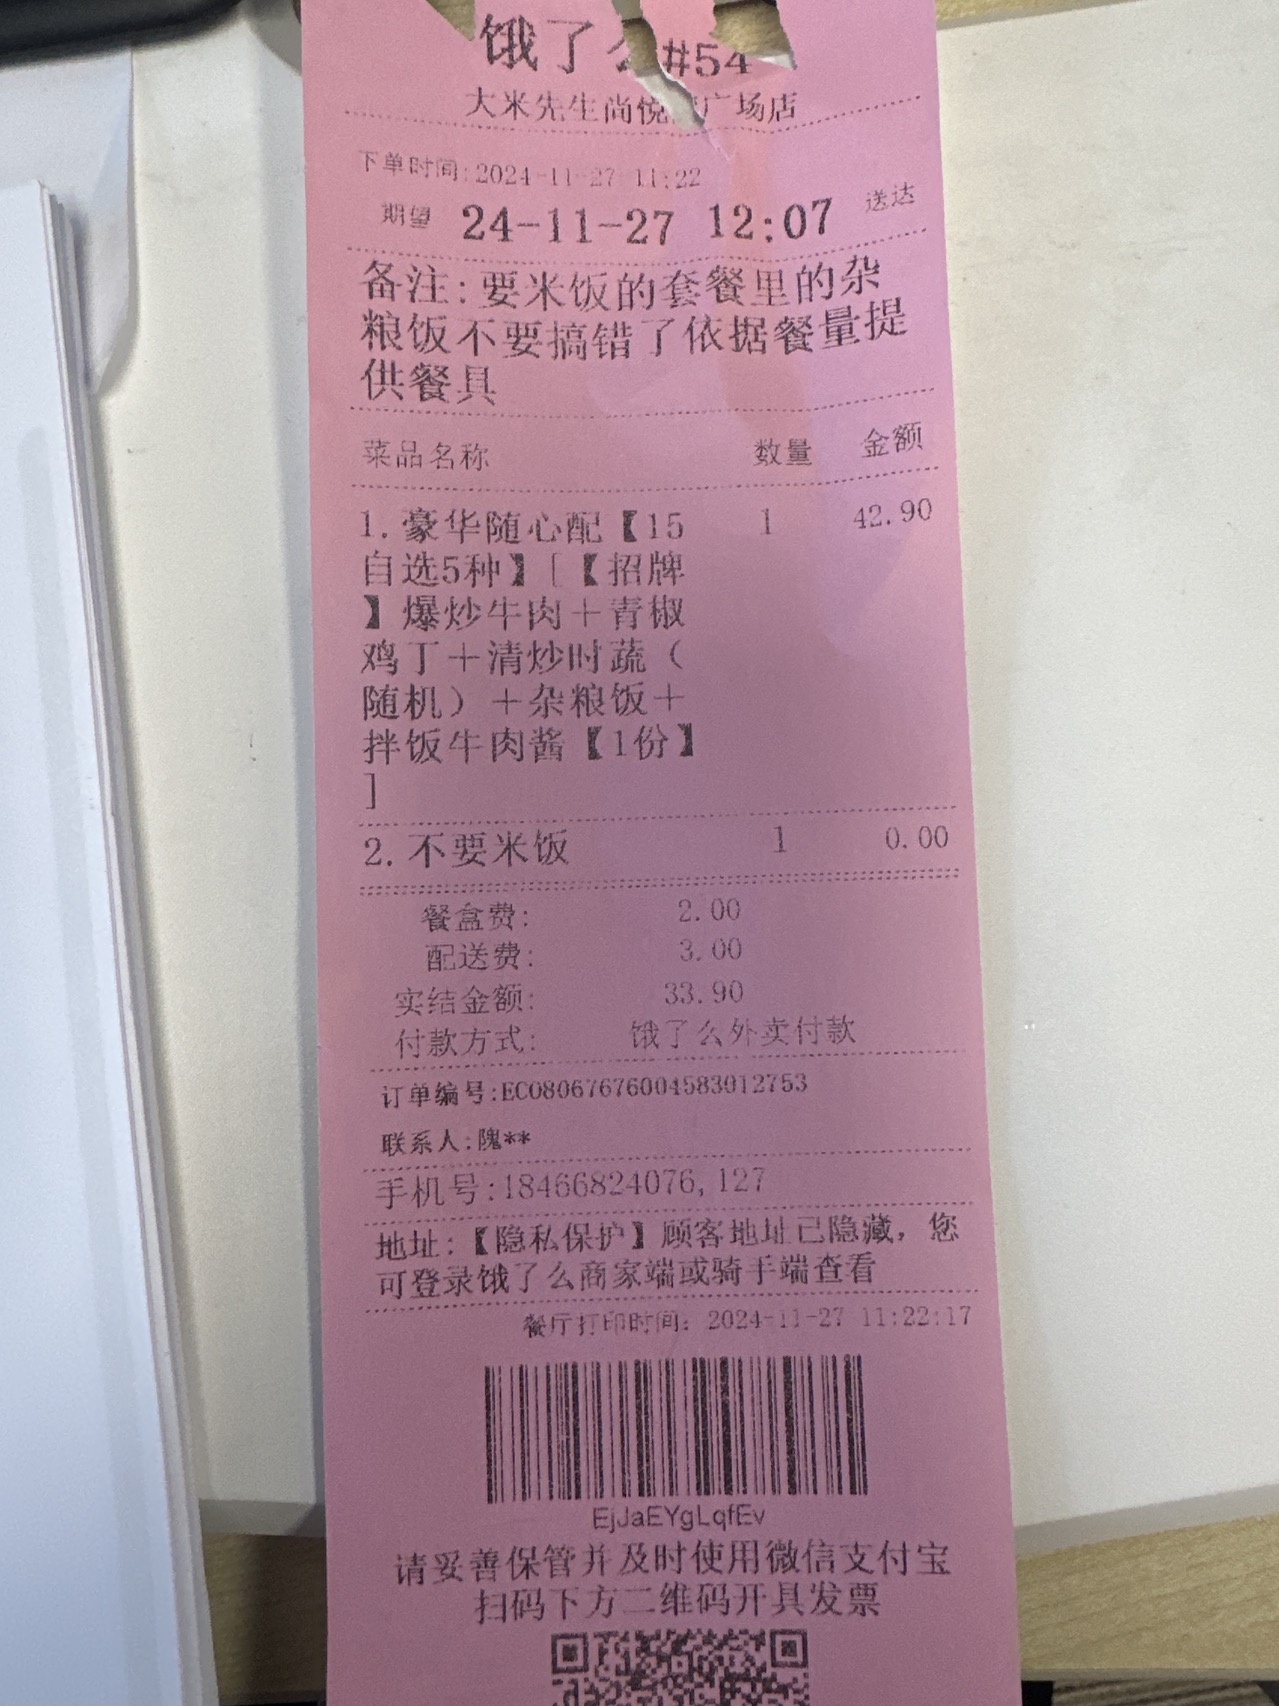 饿了么#54
大米先生尚悦 广场店
下单时间:2024-11-27 11:22
期望 24-11-27 12:07 送达
备注:要米饭的套餐里的杂
粮饭不要搞错了依据餐量提
供餐具
菜品名称 数量 金额
1.豪华随心配【15 1 42.90
自选5种】[【招牌
】爆炒牛肉+青椒
鸡丁+清炒时蔬(
随机)+杂粮饭+
拌饭牛肉酱【1份】
]
2.不要米饭 1 0.00
餐盒费: 2.00
配送费: 3.00
实结金额: 33.90
付款方式: 饿了么外卖付款
订单编号:EC0806767600458301275​3
联系人:隗**
手机号:18466824076,127
地址:【隐私保护】顾客地址已隐藏，您
可登录饿了么商家端或骑手端查看
餐厅打印时间: 2024-11-27 11:22:17
EjJaEYgLqfEv
请妥善保管并及时使用微信支付宝
扫码下方二维码开具发票